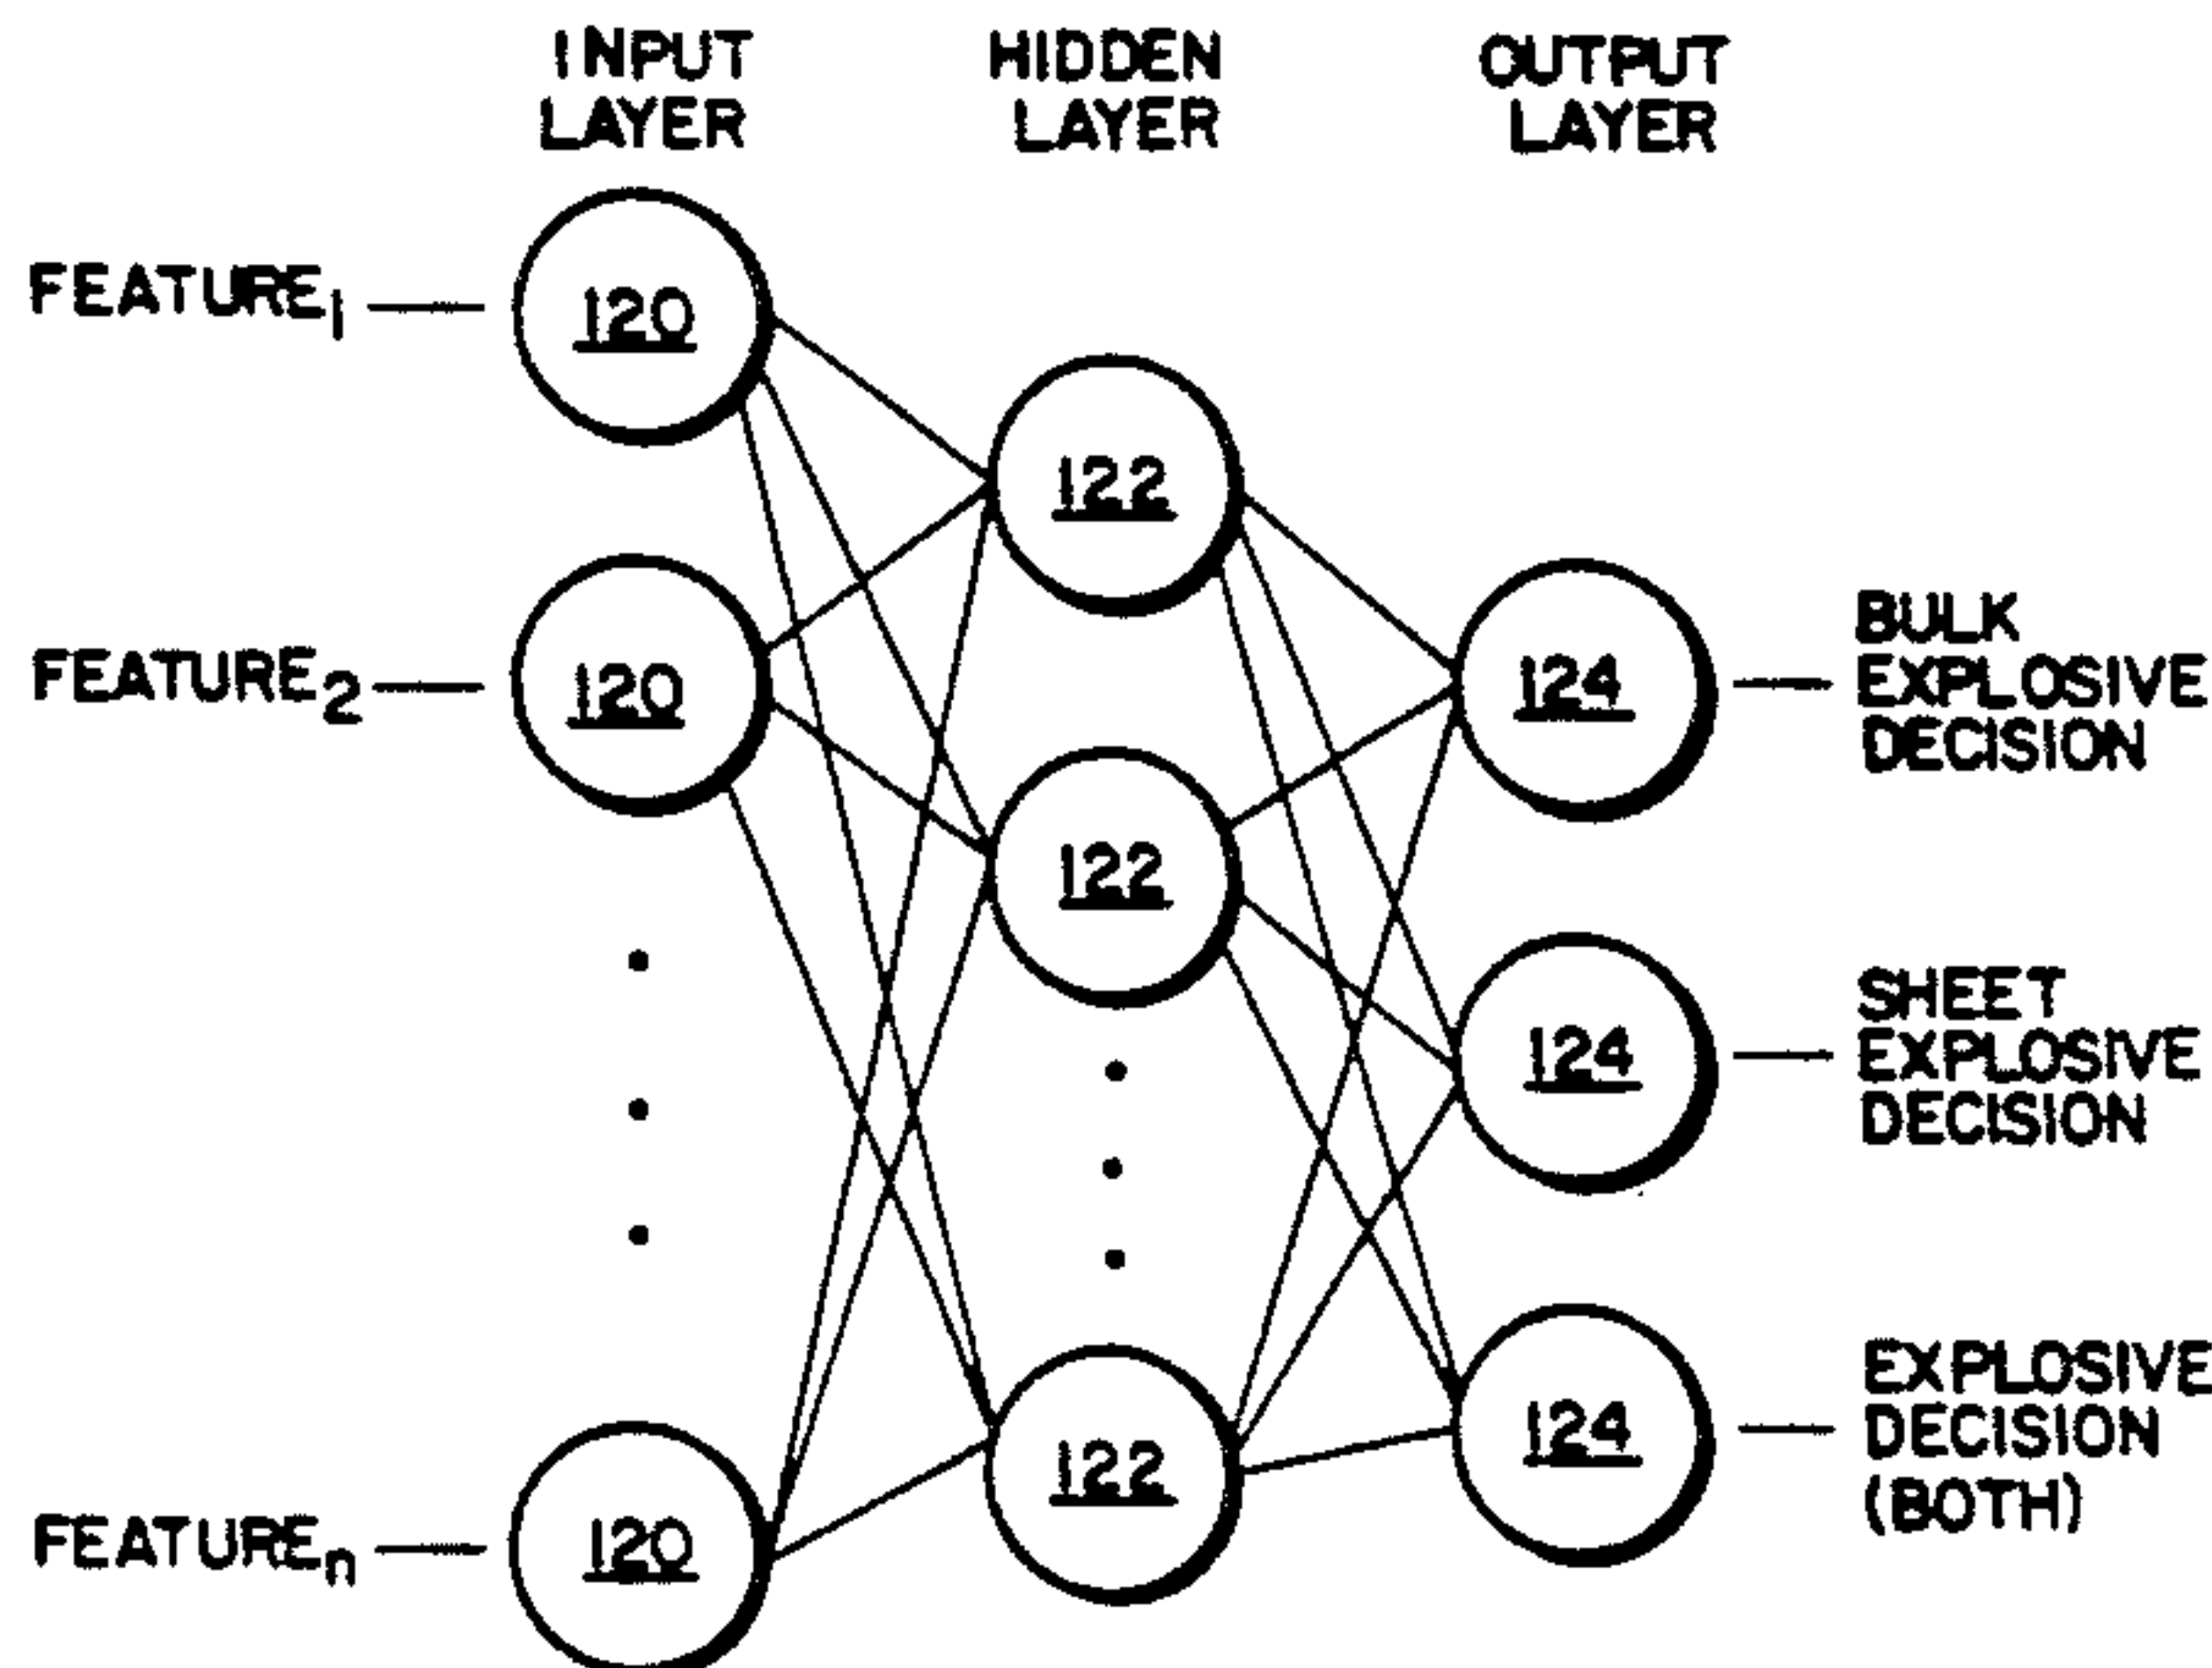 INPUT
LAYER
HIDDEN
LAYER
OUTPUT
LAYER
FEATURE1
120
122
FEATURE2
120
124
BULK
EXPLOSIVE
DECISION
122
124
SHEET
EXPLOSIVE
DECISION
FEATUREn
120
122
124
EXPLOSIVE
DECISION
(BOTH)